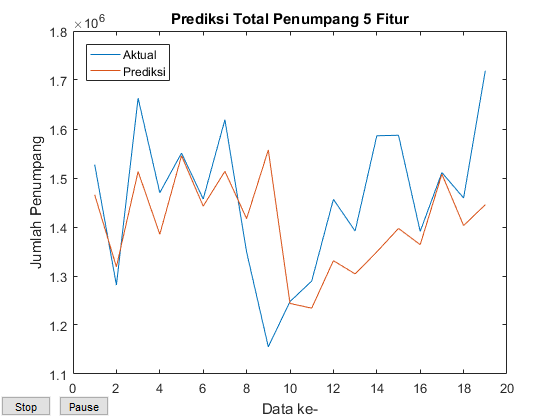 Prediksi Total Penumpang 5 Fitur
×10^6
1.8
1.7
1.6
1.5
1.4
1.3
1.2
1.1
Jumlah Penumpang
Aktual
Prediksi
0 2 4 6 8 10 12 14 16 18 20
Data ke-
Stop Pause